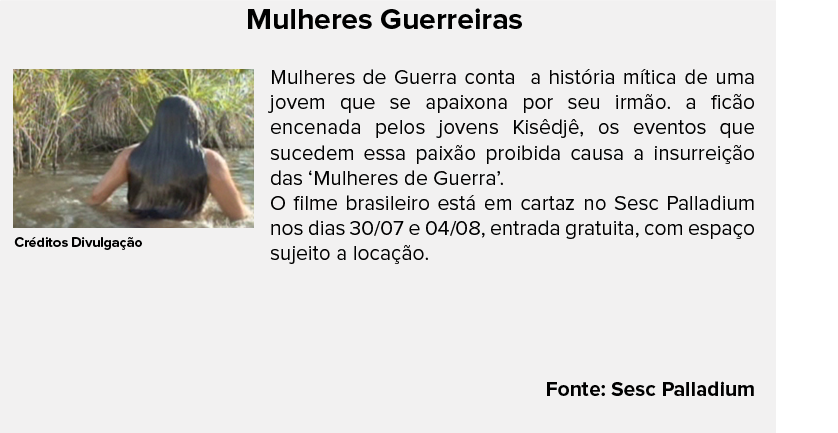 Mulheres Guerreiras
Mulheres de Guerra conta a história mítica de uma
jovem que se apaixona por seu irmão. a ficão
encenada pelos jovens Kisêdjê, os eventos que
sucedem essa paixão proibida causa a insurreição
das ‘Mulheres de Guerra’.
O filme brasileiro está em cartaz no Sesc Palladium
nos dias 30/07 e 04/08, entrada gratuita, com espaço
sujeito a locação.
Créditos Divulgação
Fonte: Sesc Palladium